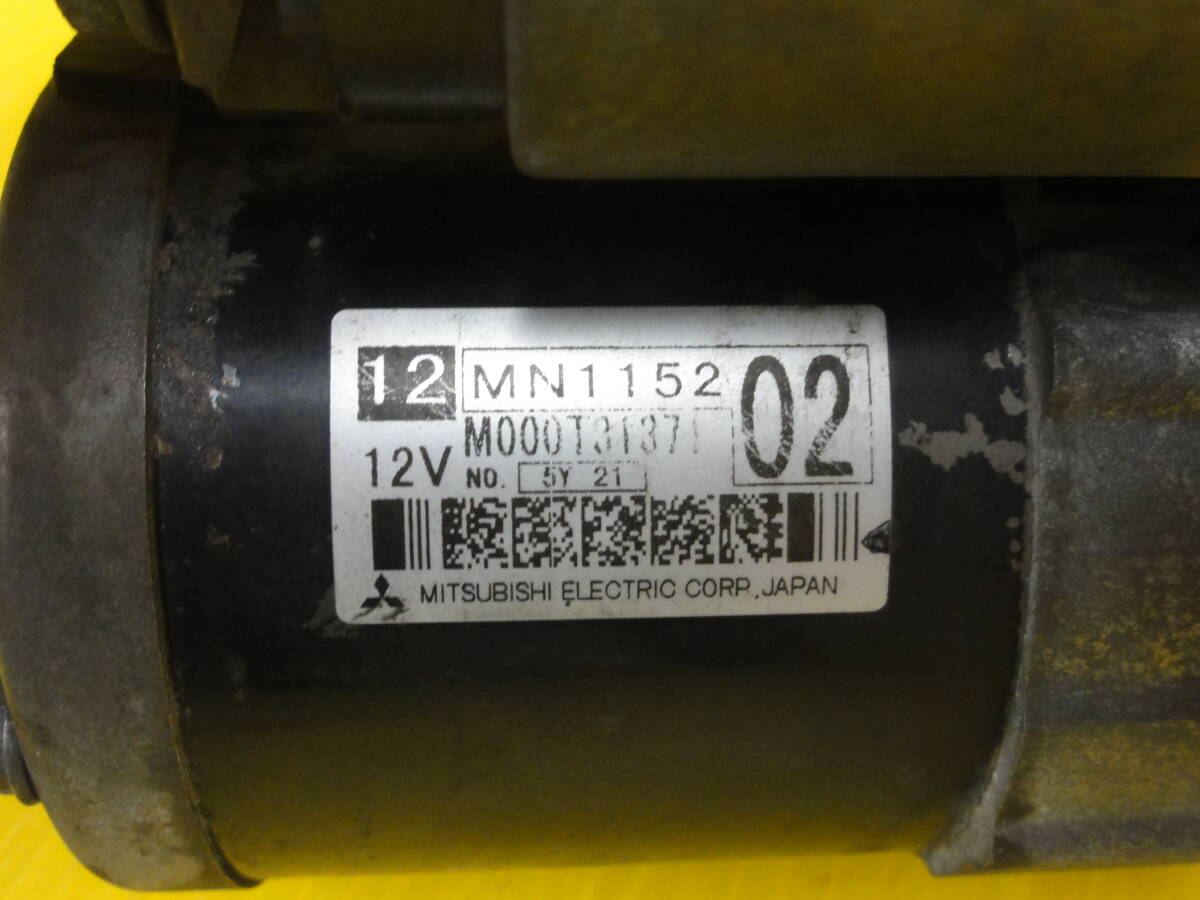 12 MN1152 02
M000T31371
12V NO. 5Y 21
MITSUBISHI ELECTRIC CORP., JAPAN